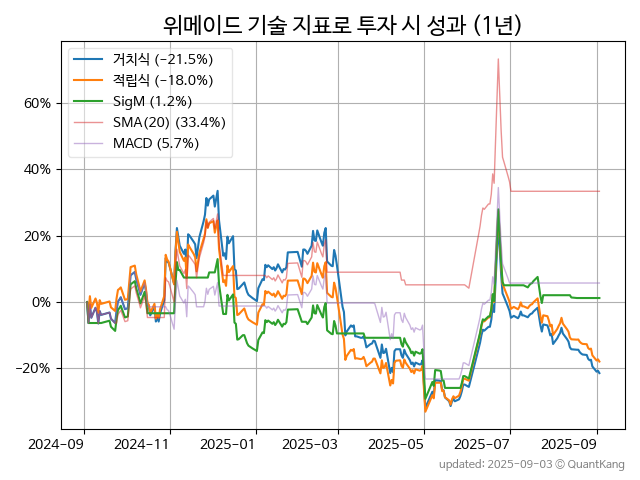 위메이드 기술 지표로 투자 시 성과 (1년)
거치식 (−21.5%)
적립식 (−18.0%)
SigM (1.2%)
SMA(20) (33.4%)
MACD (5.7%)
60%
40%
20%
0%
−20%
2024−09
2024−11
2025−01
2025−03
2025−05
2025−07
2025−09
updated: 2025−09−03 © QuantKang